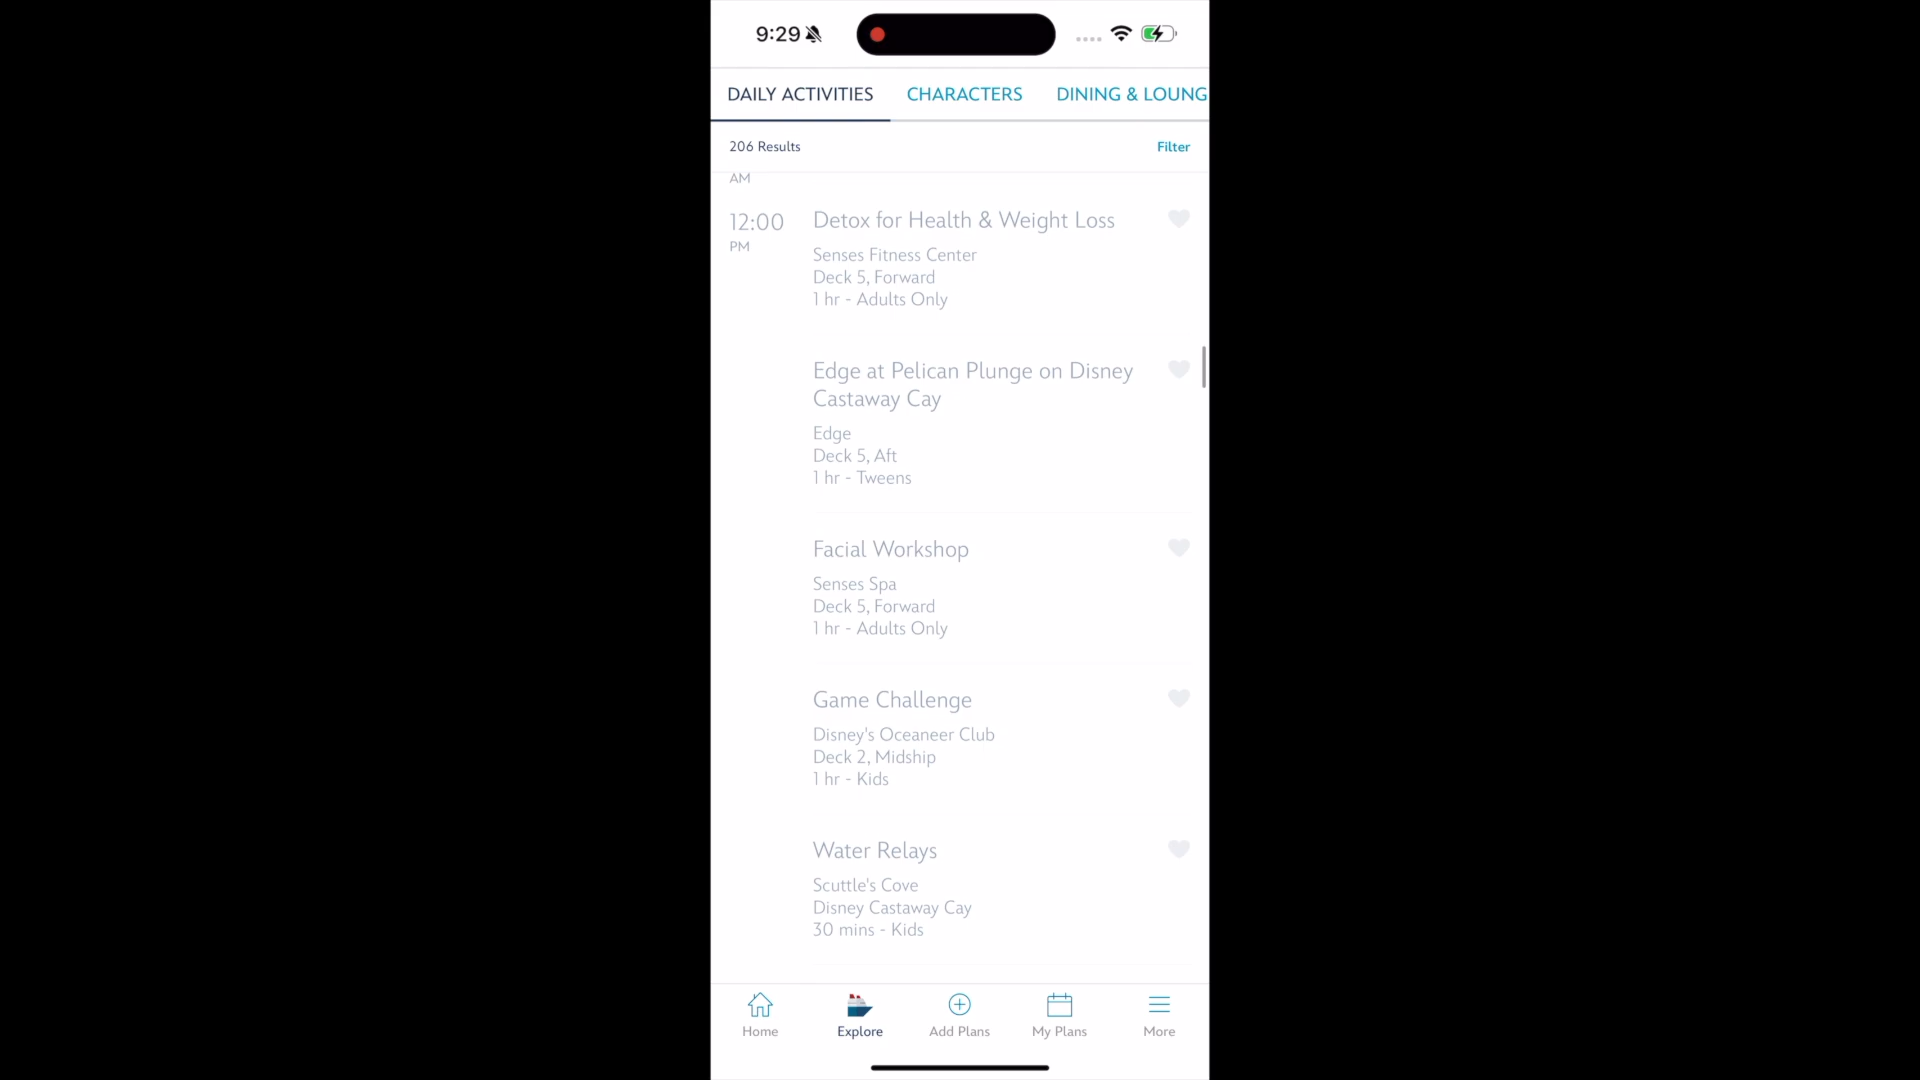 9:29
DAILY ACTIVITIES
CHARACTERS
DINING & LOUNG
206 Results
Filter
AM
12:00
PM
Detox for Health & Weight Loss
Senses Fitness Center
Deck 5, Forward
1 hr - Adults Only
Edge at Pelican Plunge on Disney
Castaway Cay
Edge
Deck 5, Aft
1 hr - Tweens
Facial Workshop
Senses Spa
Deck 5, Forward
1 hr - Adults Only
Game Challenge
Disney's Oceaneer Club
Deck 2, Midship
1 hr - Kids
Water Relays
Scuttle's Cove
Disney Castaway Cay
30 mins - Kids
Home
Explore
Add Plans
My Plans
More